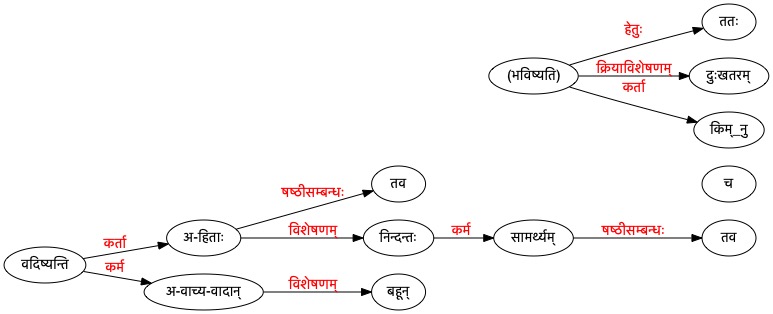 ततः
हेतुः
(भविष्यति) क्रियाविशेषणम् दुःखतरम्
कर्ता
किम्_नु
तव च
षष्ठीसम्बन्धः
कर्ता अ-हिताः विशेषणम् निन्दन्तः कर्म सामर्थ्यम् षष्ठीसम्बन्धः तव
वदिष्यन्ति
कर्म अ-वाच्य-वादान् विशेषणम् बहून्